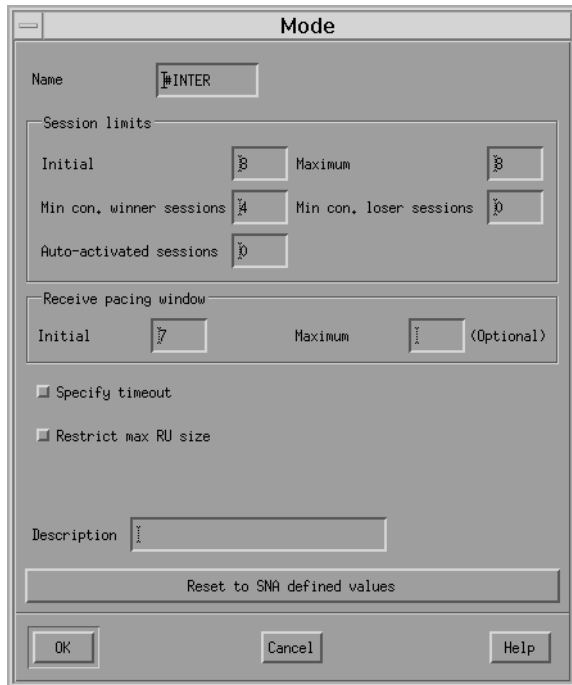 Mode
Name #INTER
Session limits
Initial 8 Maximum 8
Min con. winner sessions 4 Min con. loser sessions 0
Auto-activated sessions 0
Receive pacing window
Initial 7 Maximum (Optional)
Specify timeout
Restrict max RU size
Description
Reset to SNA defined values
OK Cancel Help